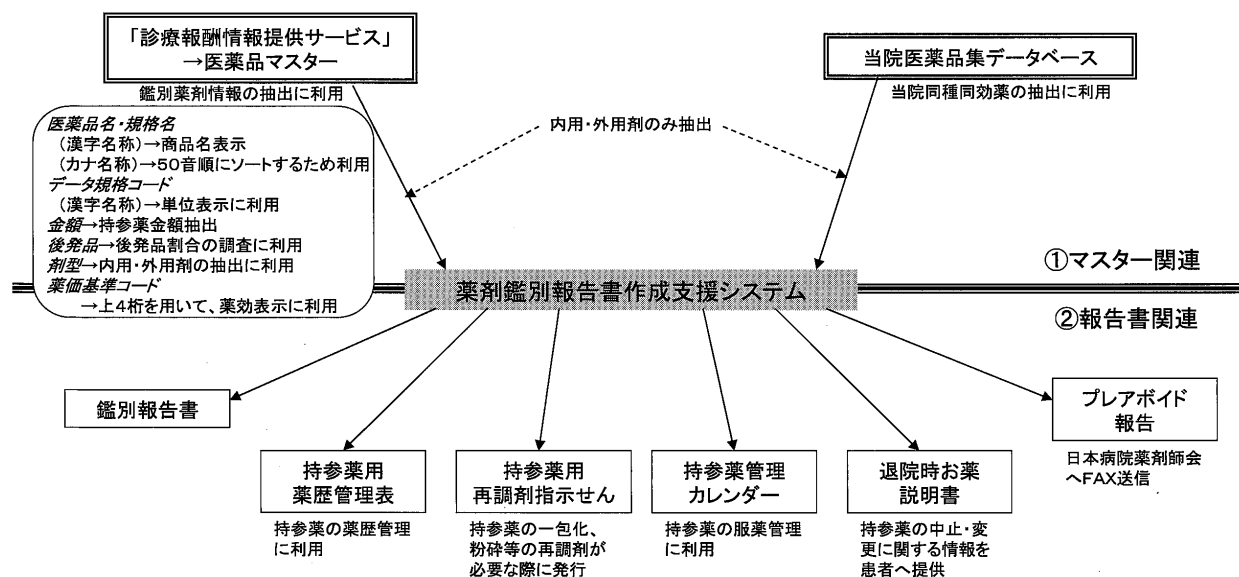 「診療報酬情報提供サービス」
→医薬品マスター
鑑別薬剤情報の抽出に利用
当院医薬品集データベース
当院同種同効薬の抽出に利用
内用・外用剤のみ抽出
医薬品名・規格名
(漢字名称)→商品名表示
(カナ名称)→50音順にソートするため利用
データ規格コード
(漢字名称)→単位表示に利用
金額→持参薬金額抽出
後発品→後発品割合の調査に利用
剤型→内用・外用剤の抽出に利用
薬価基準コード
→上4桁を用いて、薬効表示に利用
①マスター関連
薬剤鑑別報告書作成支援システム
②報告書関連
鑑別報告書
持参薬用
薬歴管理表
持参薬の薬歴管理
に利用
持参薬用
再調剤指示せん
持参薬の一包化、
粉砕等の再調剤が
必要な際に発行
持参薬管理
カレンダー
持参薬の服薬管理
に利用
退院時お薬
説明書
持参薬の中止・変
更に関する情報を
患者へ提供
プレアボイド
報告
日本病院薬剤師会
へFAX送信